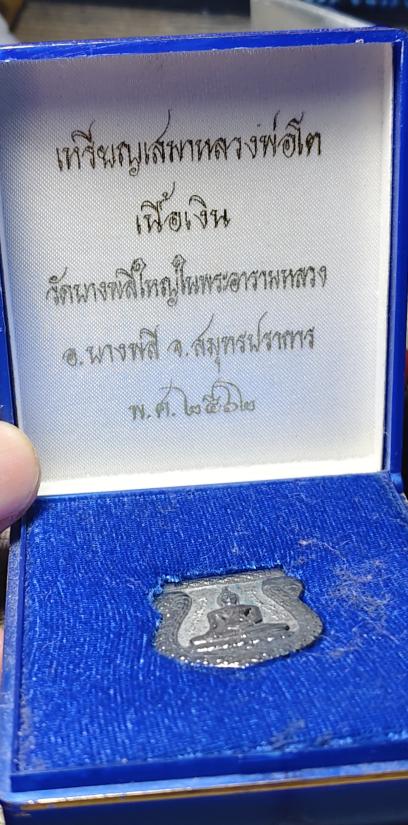 เหรียญเสมาหลวงพ่อโต
เนื้อเงิน
วัดบางพลีใหญ่ในพระอารามหลวง
อ.บางพลี จ.สมุทรปราการ
พ.ศ.๒๕๖๒